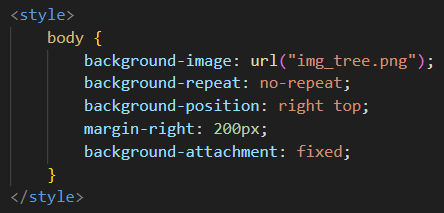 <style>
body {
background-image: url("img_tree.png");
background-repeat: no-repeat;
background-position: right top;
margin-right: 200px;
background-attachment: fixed;
}
</style>